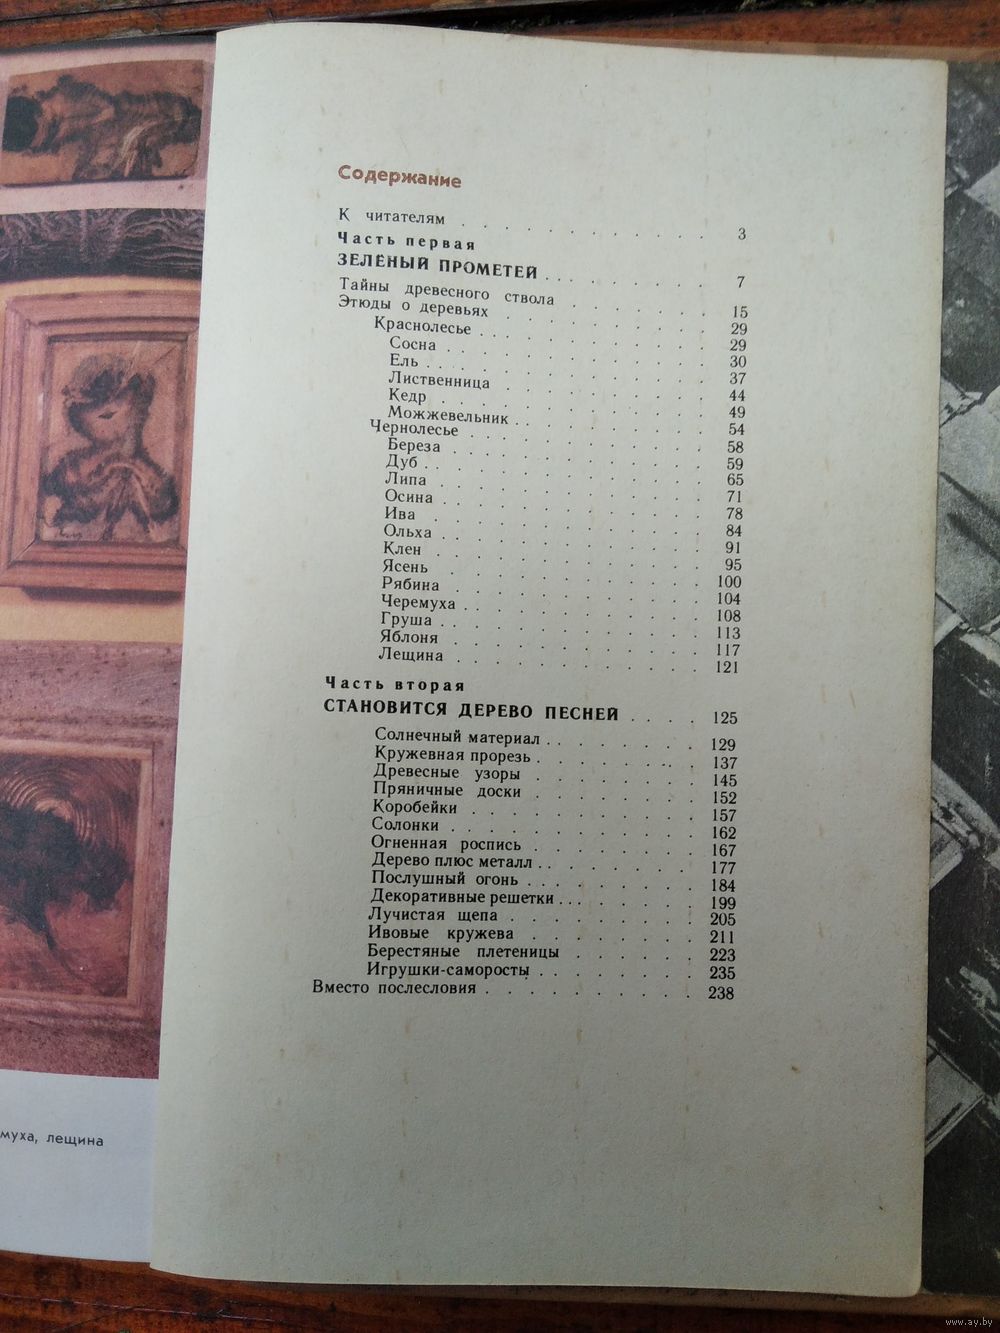 Содержание
К читателям . . . . . . . . . . . 3
Часть первая
ЗЕЛЁНЫЙ ПРОМЕТЕЙ . . . . . . . . . 7
Тайны древесного ствола . . . . . . . 15
Этюды о деревьях . . . . . . . . . 29
Краснолесье . . . . . . . . . . 29
Сосна . . . . . . . . . . . 30
Ель . . . . . . . . . . . 37
Лиственница . . . . . . . . . 44
Кедр . . . . . . . . . . . 49
Можжевельник . . . . . . . . . 54
Чернолесье . . . . . . . . . . 58
Береза . . . . . . . . . . 59
Дуб . . . . . . . . . . . 65
Липа . . . . . . . . . . . 71
Осина . . . . . . . . . . . 78
Ива . . . . . . . . . . . 84
Ольха . . . . . . . . . . . 91
Клен . . . . . . . . . . . 95
Ясень . . . . . . . . . . . 100
Рябина . . . . . . . . . . 104
Черемуха . . . . . . . . . . 108
Груша . . . . . . . . . . . 113
Яблоня . . . . . . . . . . 117
Лещина . . . . . . . . . . 121
Часть вторая
СТАНОВИТСЯ ДЕРЕВО ПЕСНЕЙ . . . . 125
Солнечный материал . . . . . . . 129
Кружевная прорезь . . . . . . . 137
Древесные узоры . . . . . . . 145
Пряничные доски . . . . . . . 152
Коробейки . . . . . . . . . 157
Солонки . . . . . . . . . . 162
Огненная роспись . . . . . . . 167
Дерево плюс металл . . . . . . 177
Послушный огонь . . . . . . . 184
Декоративные решетки . . . . . . 199
Лучистая щепа . . . . . . . . 205
Ивовые кружева . . . . . . . 211
Берестяные плетеницы . . . . . . 223
Игрушки-саморосты . . . . . . . 235
Вместо послесловия . . . . . . . . . 238
муха, лещина
www.ay.by